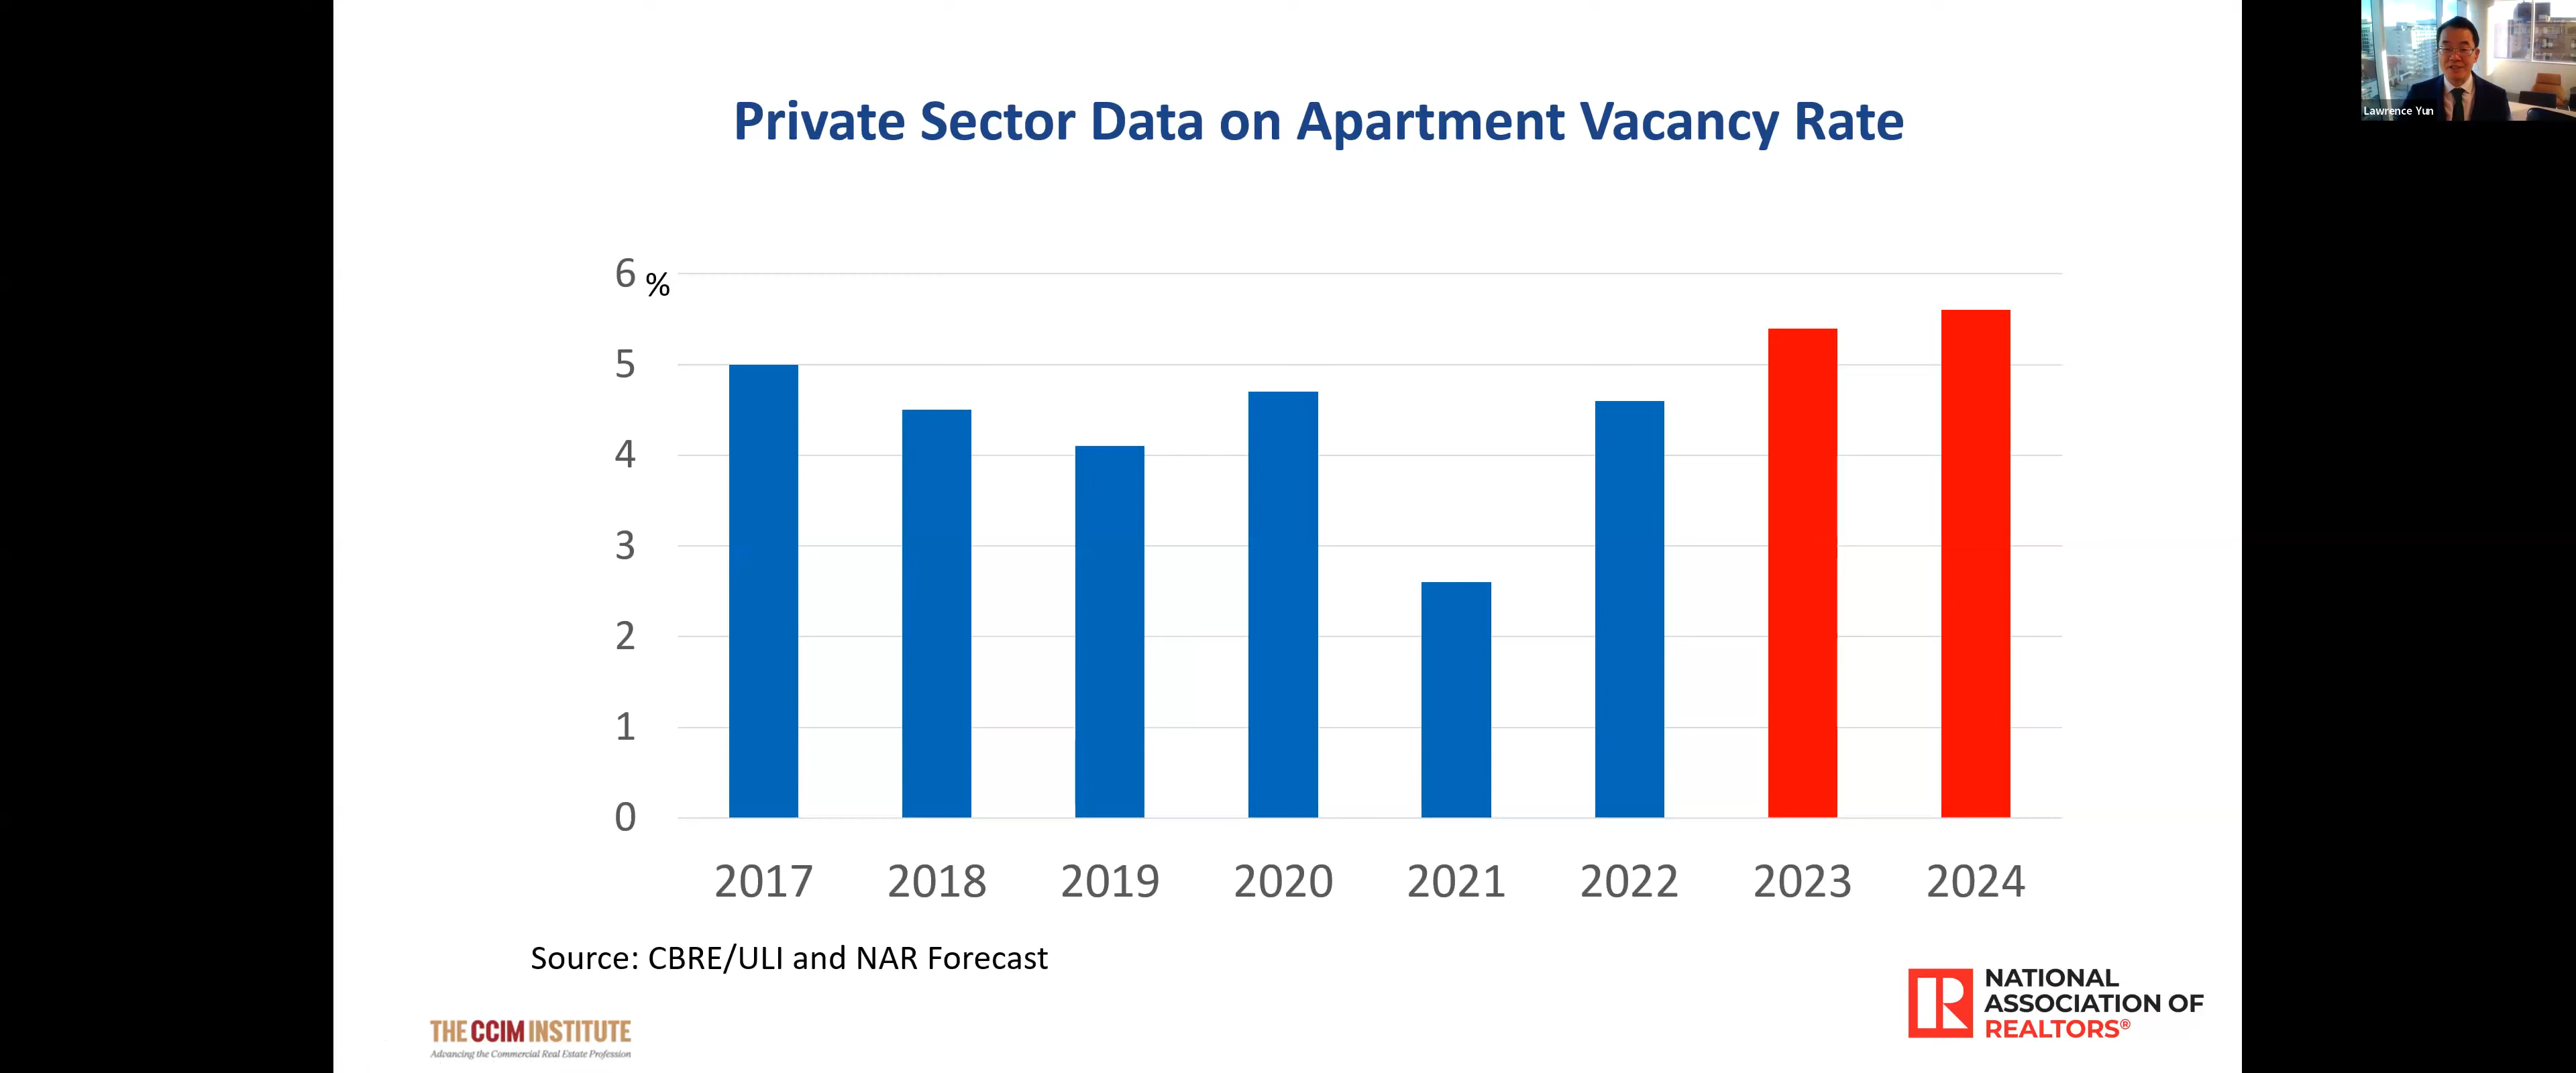 Private Sector Data on Apartment Vacancy Rate
Lawrence Yun
6 %
5
4
3
2
1
0
2017 2018 2019 2020 2021 2022 2023 2024
Source: CBRE/ULI and NAR Forecast
THE CCIM INSTITUTE
Advancing the Commercial Real Estate Profession
R
NATIONAL
ASSOCIATION OF
REALTORS®